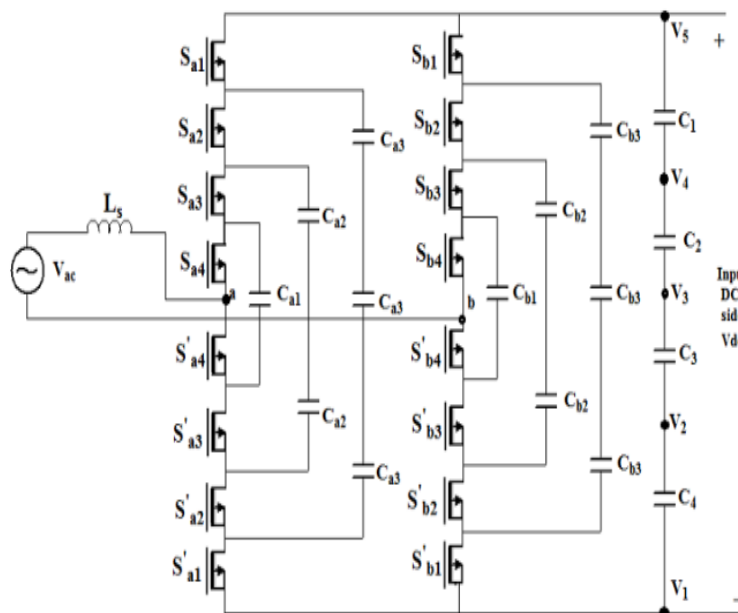 Sa1
Sa2
Sa3
Sa4
S'a4
S'a3
S'a2
S'a1
Ls
Vac
a
Ca3
Ca2
Ca1
Ca3
Ca2
Ca3
Sb1
Sb2
Sb3
Sb4
b
S'b4
S'b3
S'b2
S'b1
Cb3
Cb2
Cb1
Cb3
Cb2
Cb3
V5
+
C1
V4
C2
V3
C3
V2
C4
V1
–
Input
DC
sid
Vd